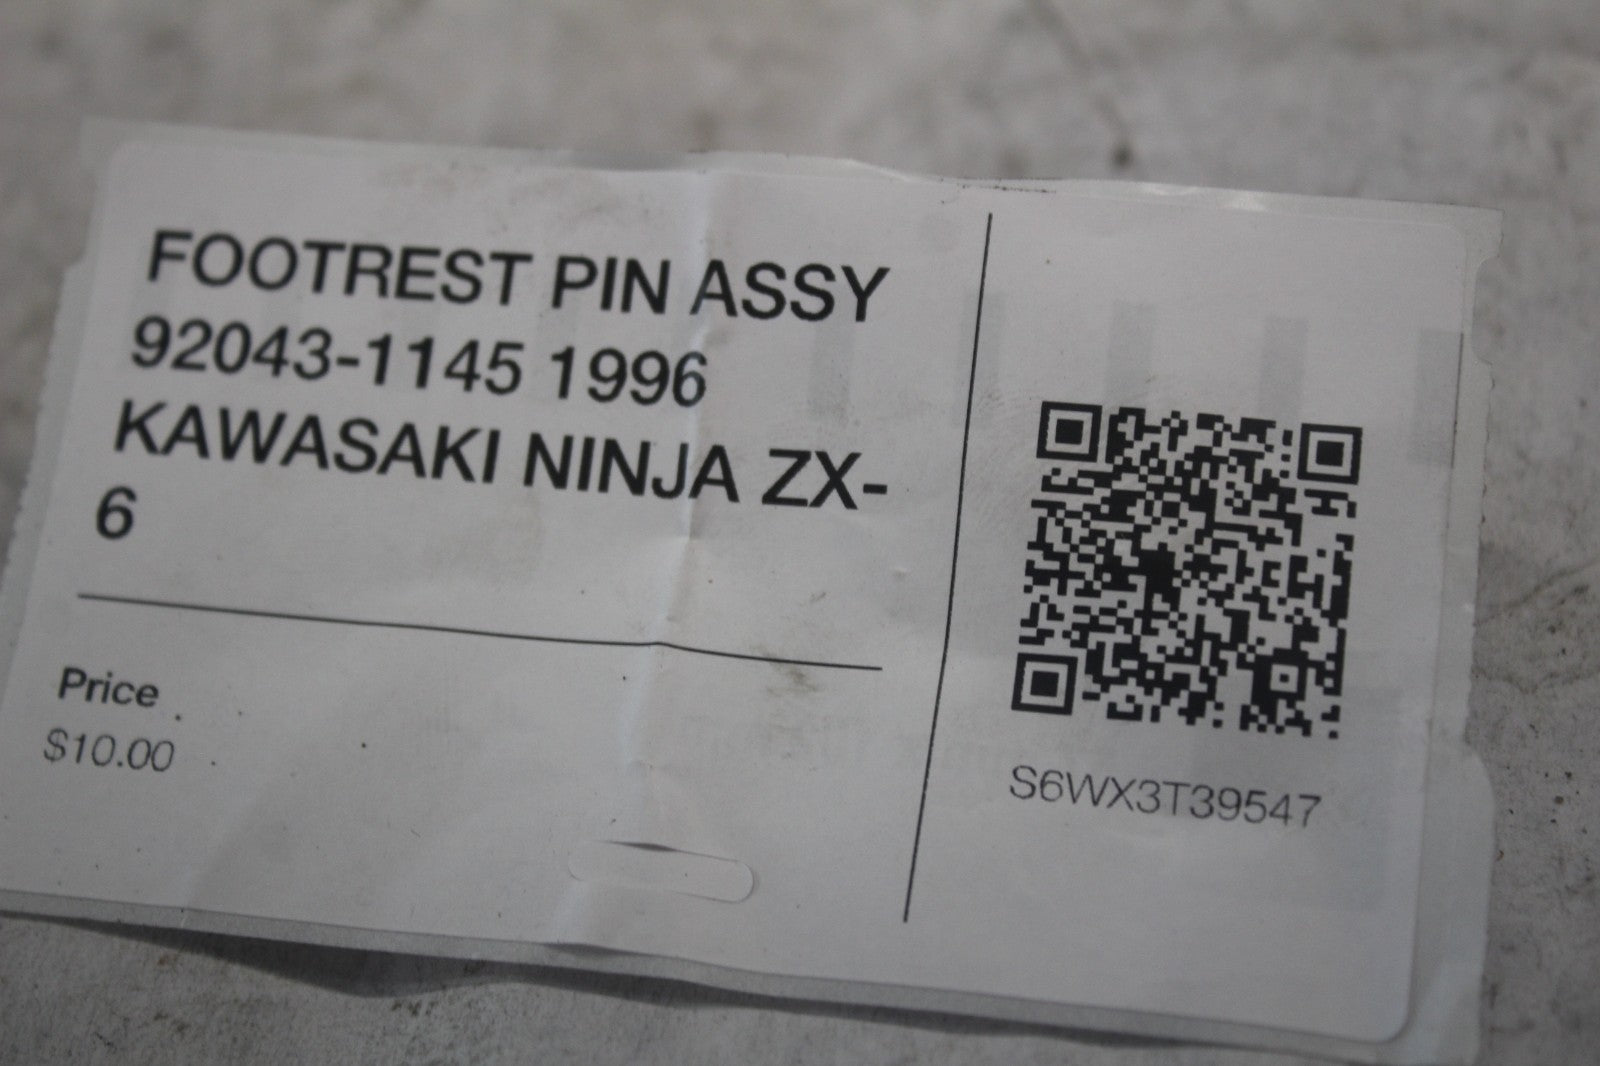 FOOTREST PIN ASSY
92043-1145 1996
KAWASAKI NINJA ZX-
6
Price
$10.00
S6WX3T39547